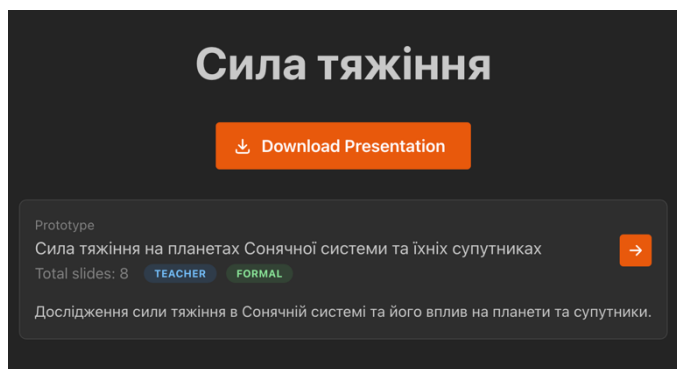 Сила тяжіння
Download Presentation
Prototype
Сила тяжіння на планетах Сонячної системи та їхніх супутниках
Total slides: 8 TEACHER FORMAL
Дослідження сили тяжіння в Сонячній системі та його вплив на планети та супутники.